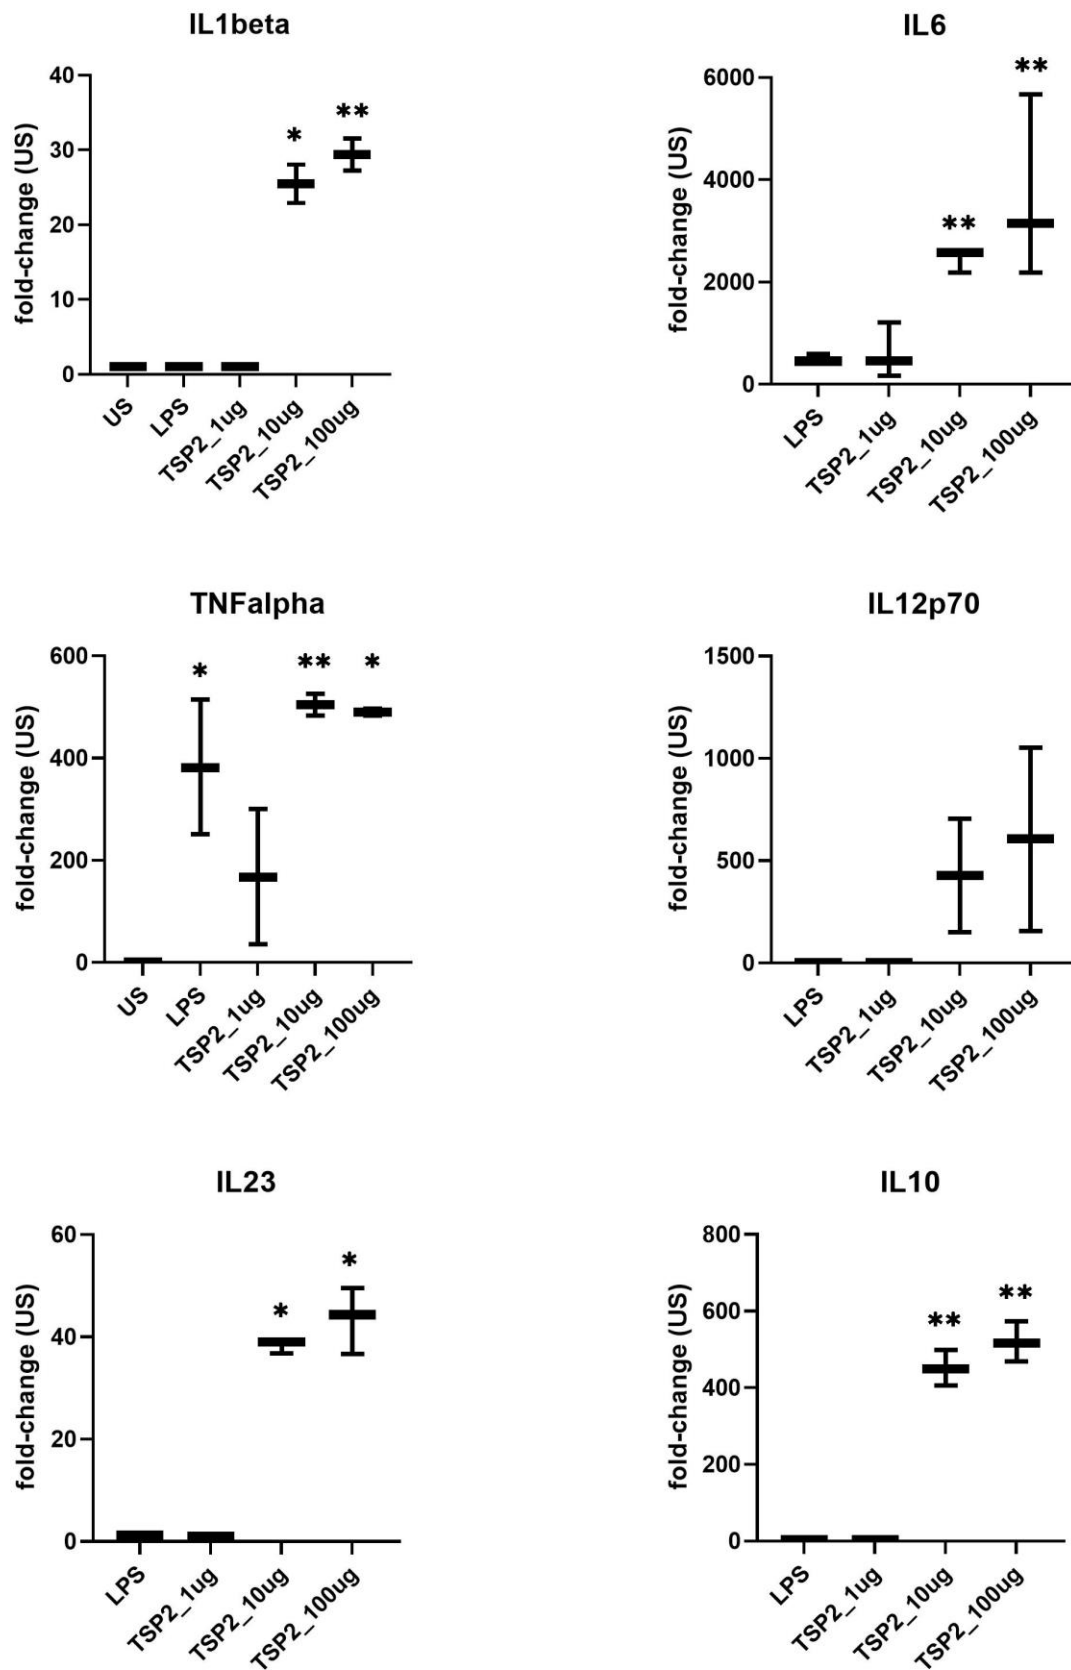 IL1beta
fold-change (US)
40
30
20
10
0
US
LPS
TSP2_1ug
TSP2_10ug
TSP2_100ug
*
**
IL6
fold-change (US)
6000
4000
2000
0
LPS
TSP2_1ug
TSP2_10ug
TSP2_100ug
**
**
TNFalpha
fold-change (US)
600
400
200
0
US
LPS
TSP2_1ug
TSP2_10ug
TSP2_100ug
*
**
*
IL12p70
fold-change (US)
1500
1000
500
0
LPS
TSP2_1ug
TSP2_10ug
TSP2_100ug
IL23
fold-change (US)
60
40
20
0
LPS
TSP2_1ug
TSP2_10ug
TSP2_100ug
*
*
IL10
fold-change (US)
800
600
400
200
0
LPS
TSP2_1ug
TSP2_10ug
TSP2_100ug
**
**